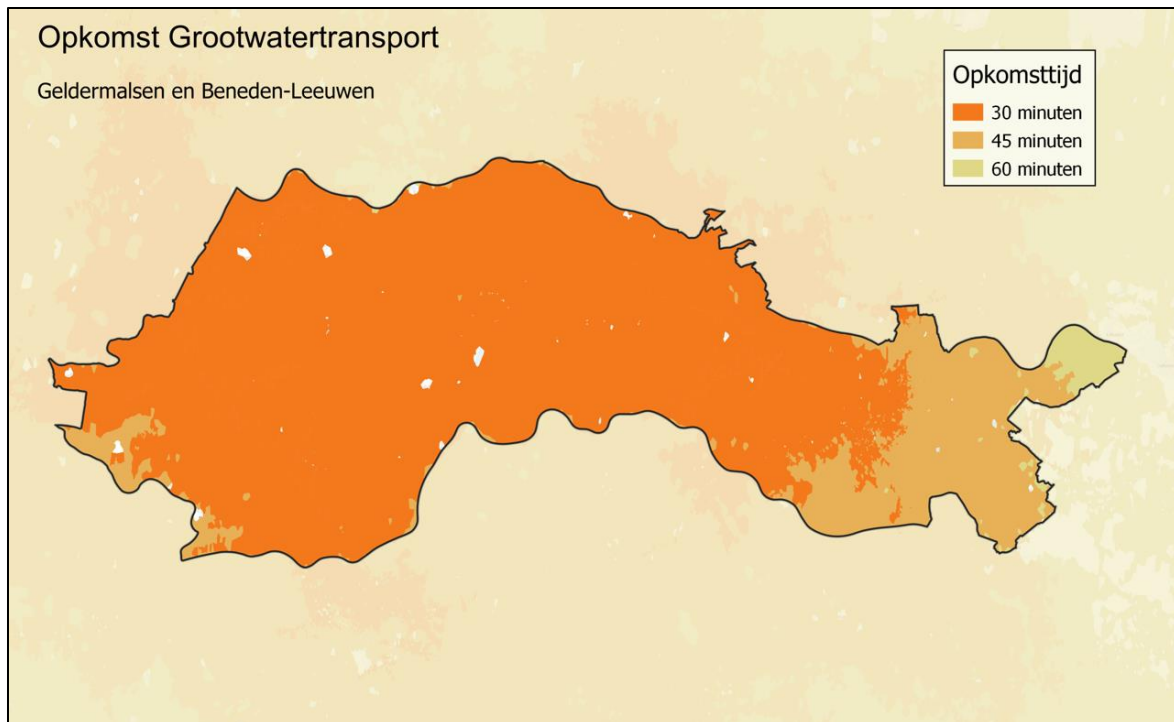 Opkomst Grootwatertransport
Geldermalsen en Beneden-Leeuwen
Opkomsttijd
30 minuten
45 minuten
60 minuten